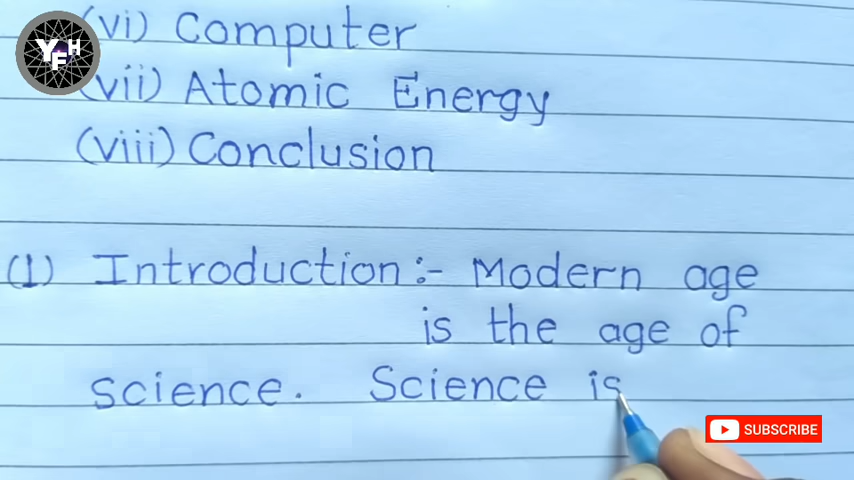 YFH
(vi) Computer
(vii) Atomic Energy
(viii) Conclusion
(1) Introduction:- Modern age
is the age of
science. Science is
SUBSCRIBE